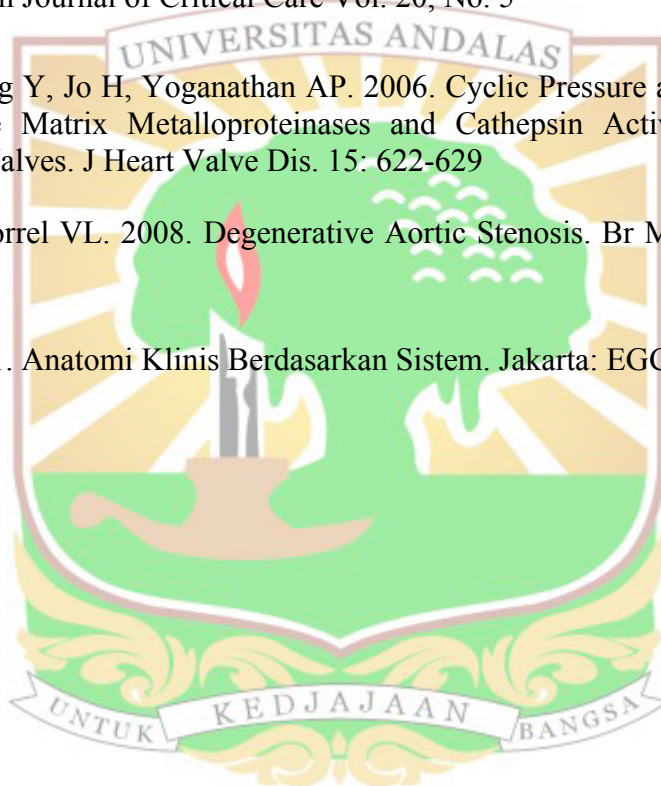 n Journal of Critical Care Vol. 20, No. 5
UNIVERSITAS ANDALAS
g Y, Jo H, Yoganathan AP. 2006. Cyclic Pressure a
Matrix Metalloproteinases and Cathepsin Activ
Valves. J Heart Valve Dis. 15: 622-629
orrel VL. 2008. Degenerative Aortic Stenosis. Br M
. Anatomi Klinis Berdasarkan Sistem. Jakarta: EGC
UNTUK KEDJAJAAN BANGSA